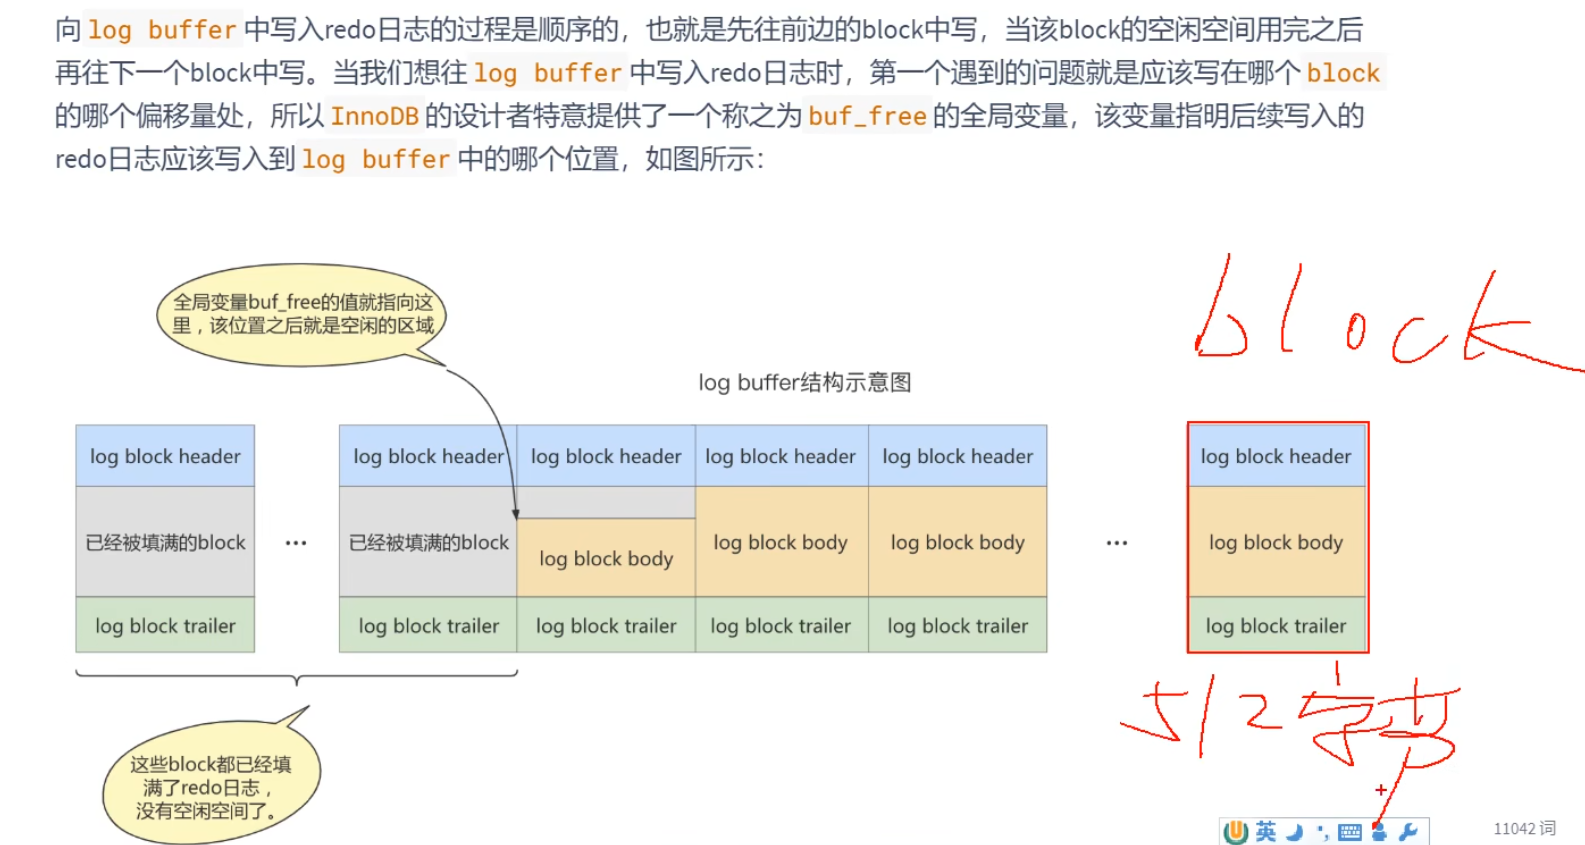 向 log buffer 中写入redo日志的过程是顺序的，也就是先往前边的block中写，当该block的空闲空间用完之后
再往下一个block中写。当我们想往 log buffer 中写入redo日志时，第一个遇到的问题就是应该写在哪个 block
的哪个偏移量处，所以 InnoDB 的设计者特意提供了一个称之为 buf_free 的全局变量，该变量指明后续写入的
redo日志应该写入到 log buffer 中的哪个位置，如图所示：
全局变量buf_free的值就指向这
里，该位置之后就是空闲的区域
block
log buffer结构示意图
log block header
log block header
log block header
log block header
log block header
log block header
已经被填满的block
...
已经被填满的block
log block body
log block body
log block body
...
log block body
log block trailer
log block trailer
log block trailer
log block trailer
log block trailer
log block trailer
512字节
这些block都已经填
满了redo日志，
没有空闲空间了。
英
11042 词